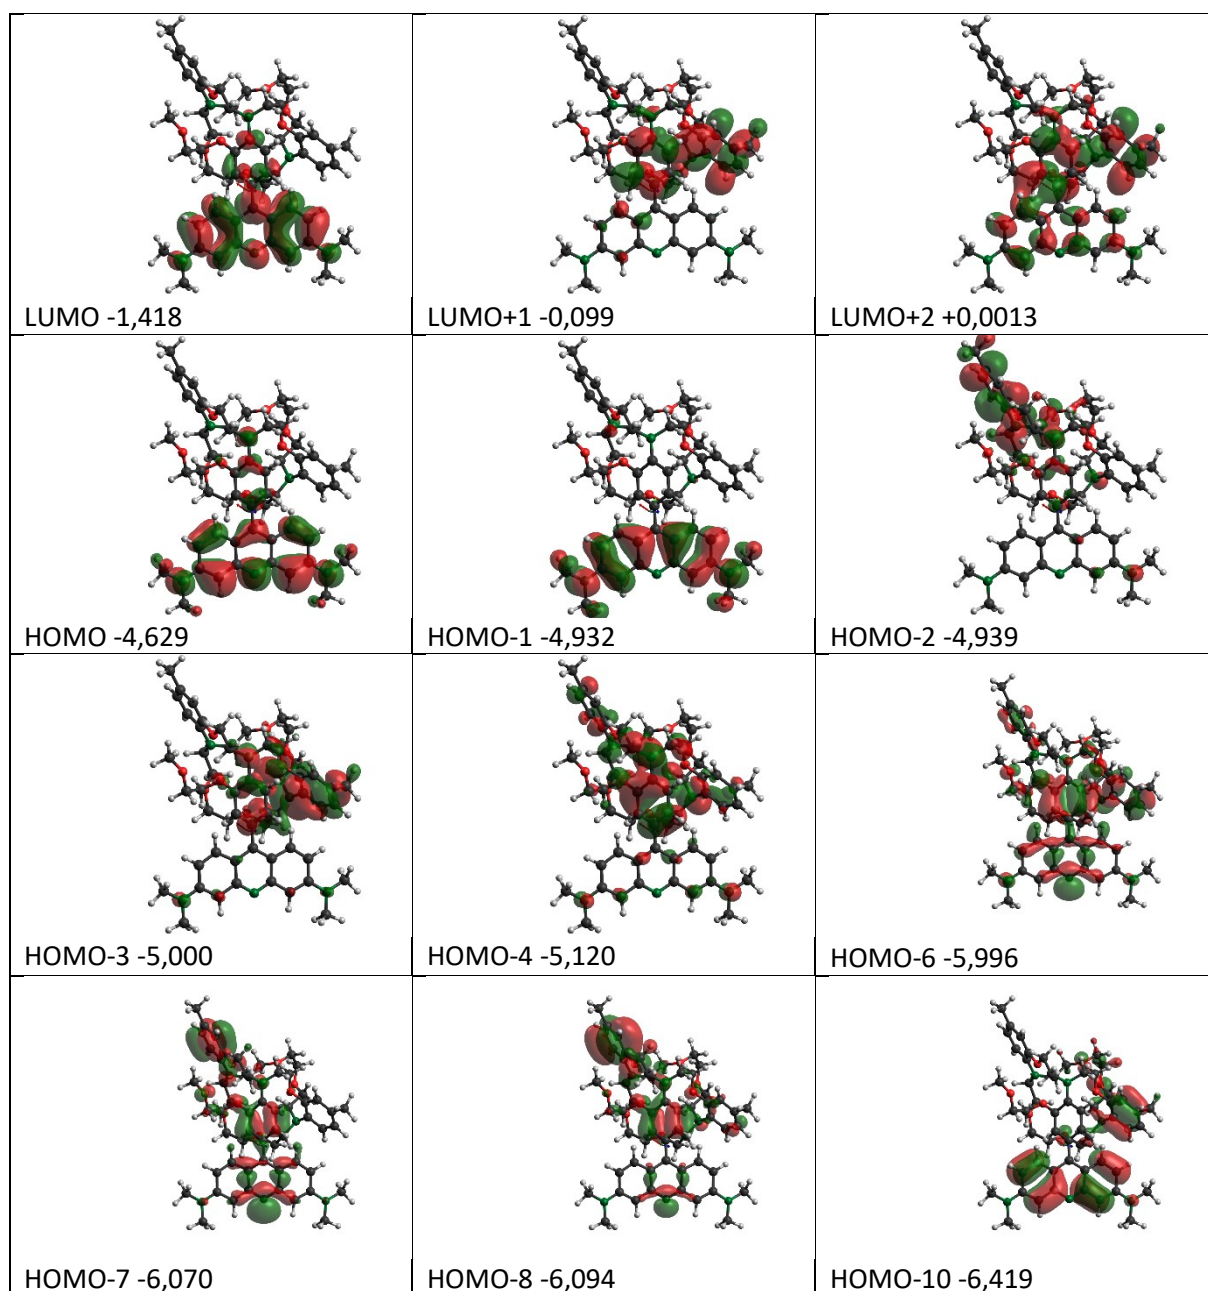 LUMO -1,418
LUMO+1 -0,099
LUMO+2 +0,0013
HOMO -4,629
HOMO-1 -4,932
HOMO-2 -4,939
HOMO-3 -5,000
HOMO-4 -5,120
HOMO-6 -5,996
HOMO-7 -6,070
HOMO-8 -6,094
HOMO-10 -6,419